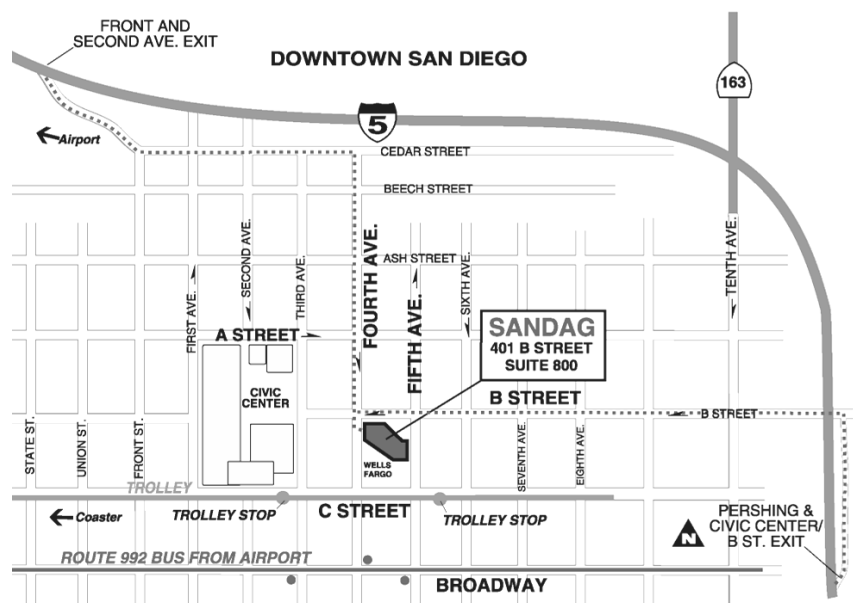 FRONT AND
SECOND AVE. EXIT
DOWNTOWN SAN DIEGO
163
5
Airport
CEDAR STREET
BEECH STREET
ASH STREET
FIRST AVE.
SECOND AVE.
THIRD AVE.
FOURTH AVE.
FIFTH AVE.
SIXTH AVE.
TENTH AVE.
A STREET
SANDAG
401 B STREET
SUITE 800
CIVIC
CENTER
B STREET
B STREET
STATE ST.
UNION ST.
FRONT ST.
SEVENTH AVE.
EIGHTH AVE.
WELLS
FARGO
TROLLEY
Coaster
TROLLEY STOP
C STREET
TROLLEY STOP
N
PERSHING &
CIVIC CENTER/
B ST. EXIT
ROUTE 992 BUS FROM AIRPORT
BROADWAY